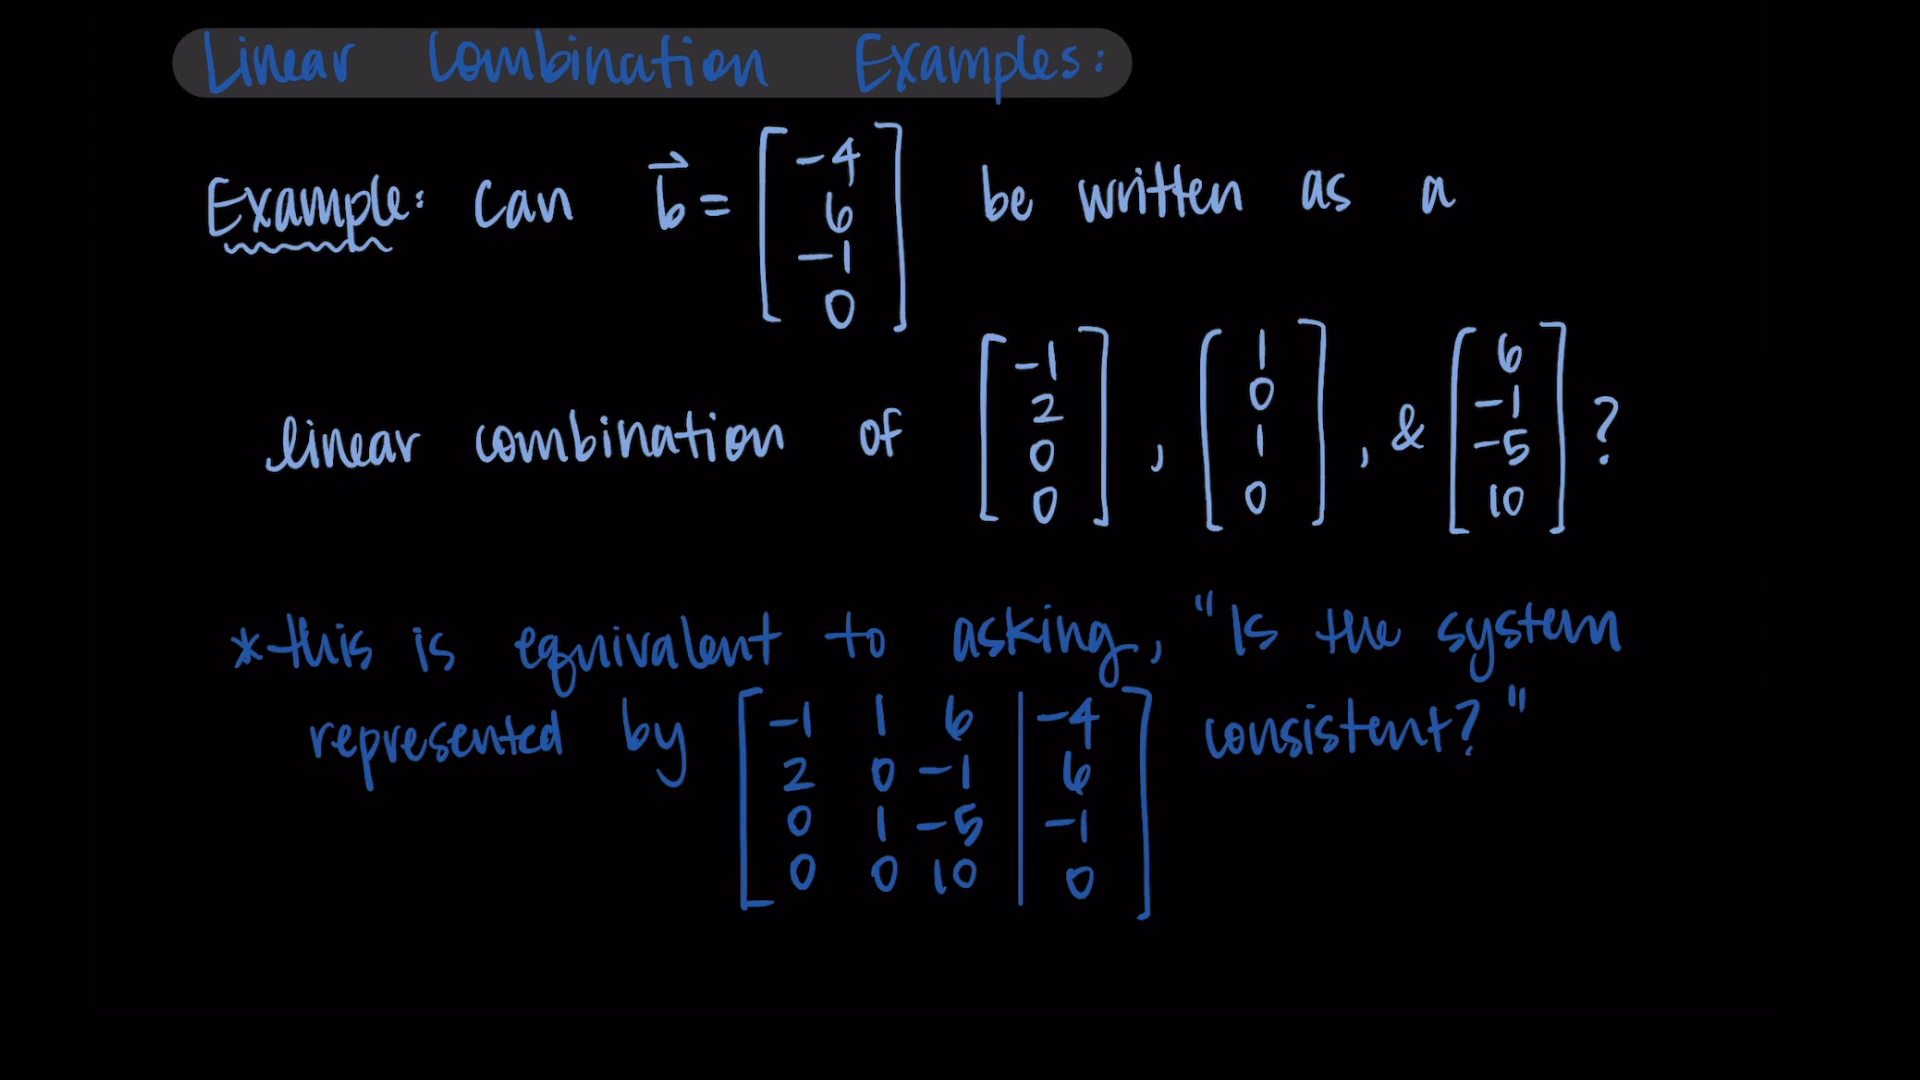 Linear Combination Examples:
Example: Can b⃗ = [-4 6 -1 0] be written as a
linear combination of [-1 2 0 0], [1 0 1 0], & [6 -1 -5 10]?
*this is equivalent to asking, "Is the system
represented by [-1 1 6 | -4
2 0 -1 | 6
0 1 -5 | -1
0 0 10 | 0] consistent?"